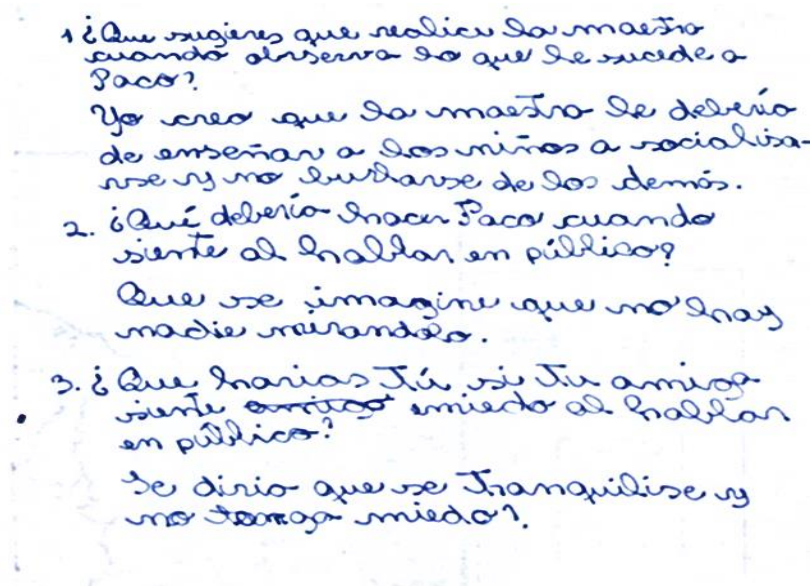 1 ¿Que sugieres que realice la maestra
cuando observa lo que le sucede a
Paco?
Yo creo que la maestra le debería
de enseñar a los niños a socialisa-
rse y no burlarse de los demás.
2. ¿Qué debería hacer Paco cuando
siente al hablar en público?
Que se imagine que no hay
nadie mirandolo.
3. ¿Que harias Tú si Tu amiga
siente emiedo al hablar
en público?
Le diria que se Tranquilise y
no tenga miedo?.